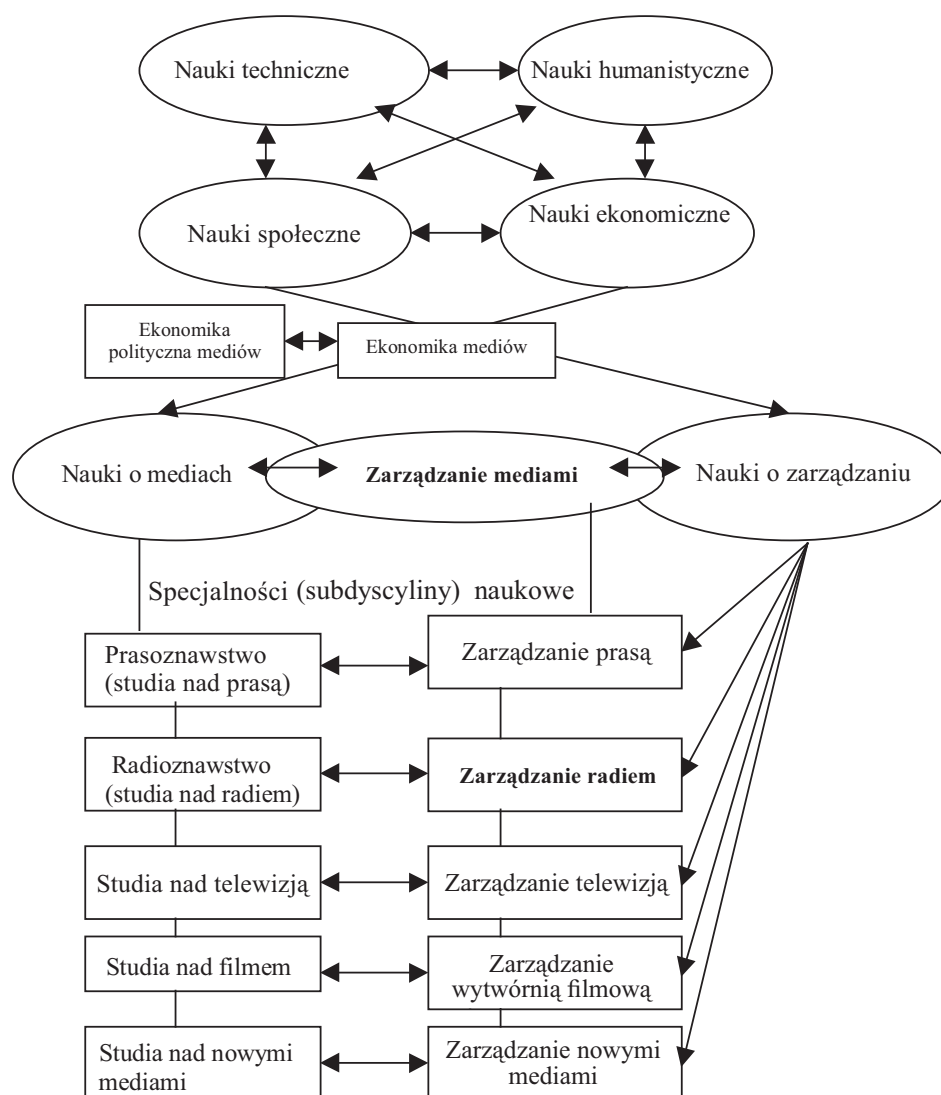 Nauki techniczne
Nauki humanistyczne
Nauki społeczne
Nauki ekonomiczne
Ekonomika
polityczna mediów
Ekonomika mediów
Nauki o mediach
Zarządzanie mediami
Nauki o zarządzaniu
Specjalności (subdyscyliny) naukowe
Prasoznawstwo
(studia nad prasą)
Zarządzanie prasą
Radioznawstwo
(studia nad radiem)
Zarządzanie radiem
Studia nad telewizją
Zarządzanie telewizją
Studia nad filmem
Zarządzanie
wytwórnią filmową
Studia nad nowymi
mediami
Zarządzanie nowymi
mediami